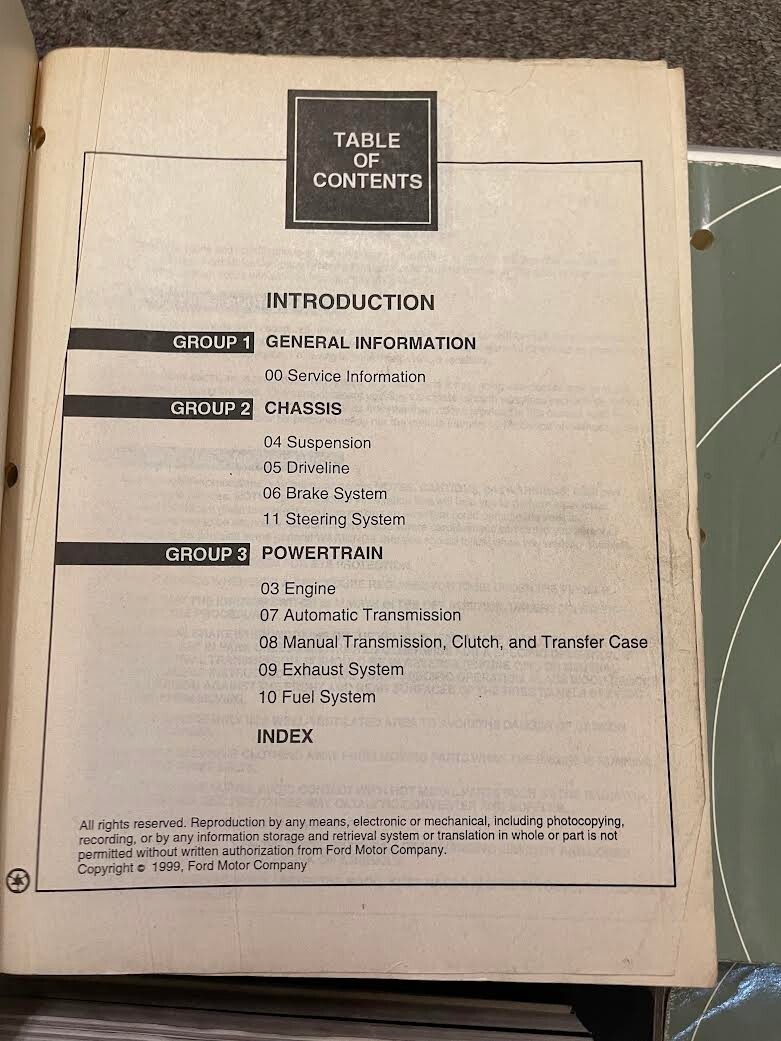 TABLE
OF
CONTENTS
INTRODUCTION
GROUP 1 GENERAL INFORMATION
00 Service Information
GROUP 2 CHASSIS
04 Suspension
05 Driveline
06 Brake System
11 Steering System
GROUP 3 POWERTRAIN
03 Engine
07 Automatic Transmission
08 Manual Transmission, Clutch, and Transfer Case
09 Exhaust System
10 Fuel System
INDEX
All rights reserved. Reproduction by any means, electronic or mechanical, including photocopying,
recording, or by any information storage and retrieval system or translation in whole or part is not
permitted without written authorization from Ford Motor Company.
Copyright © 1999, Ford Motor Company